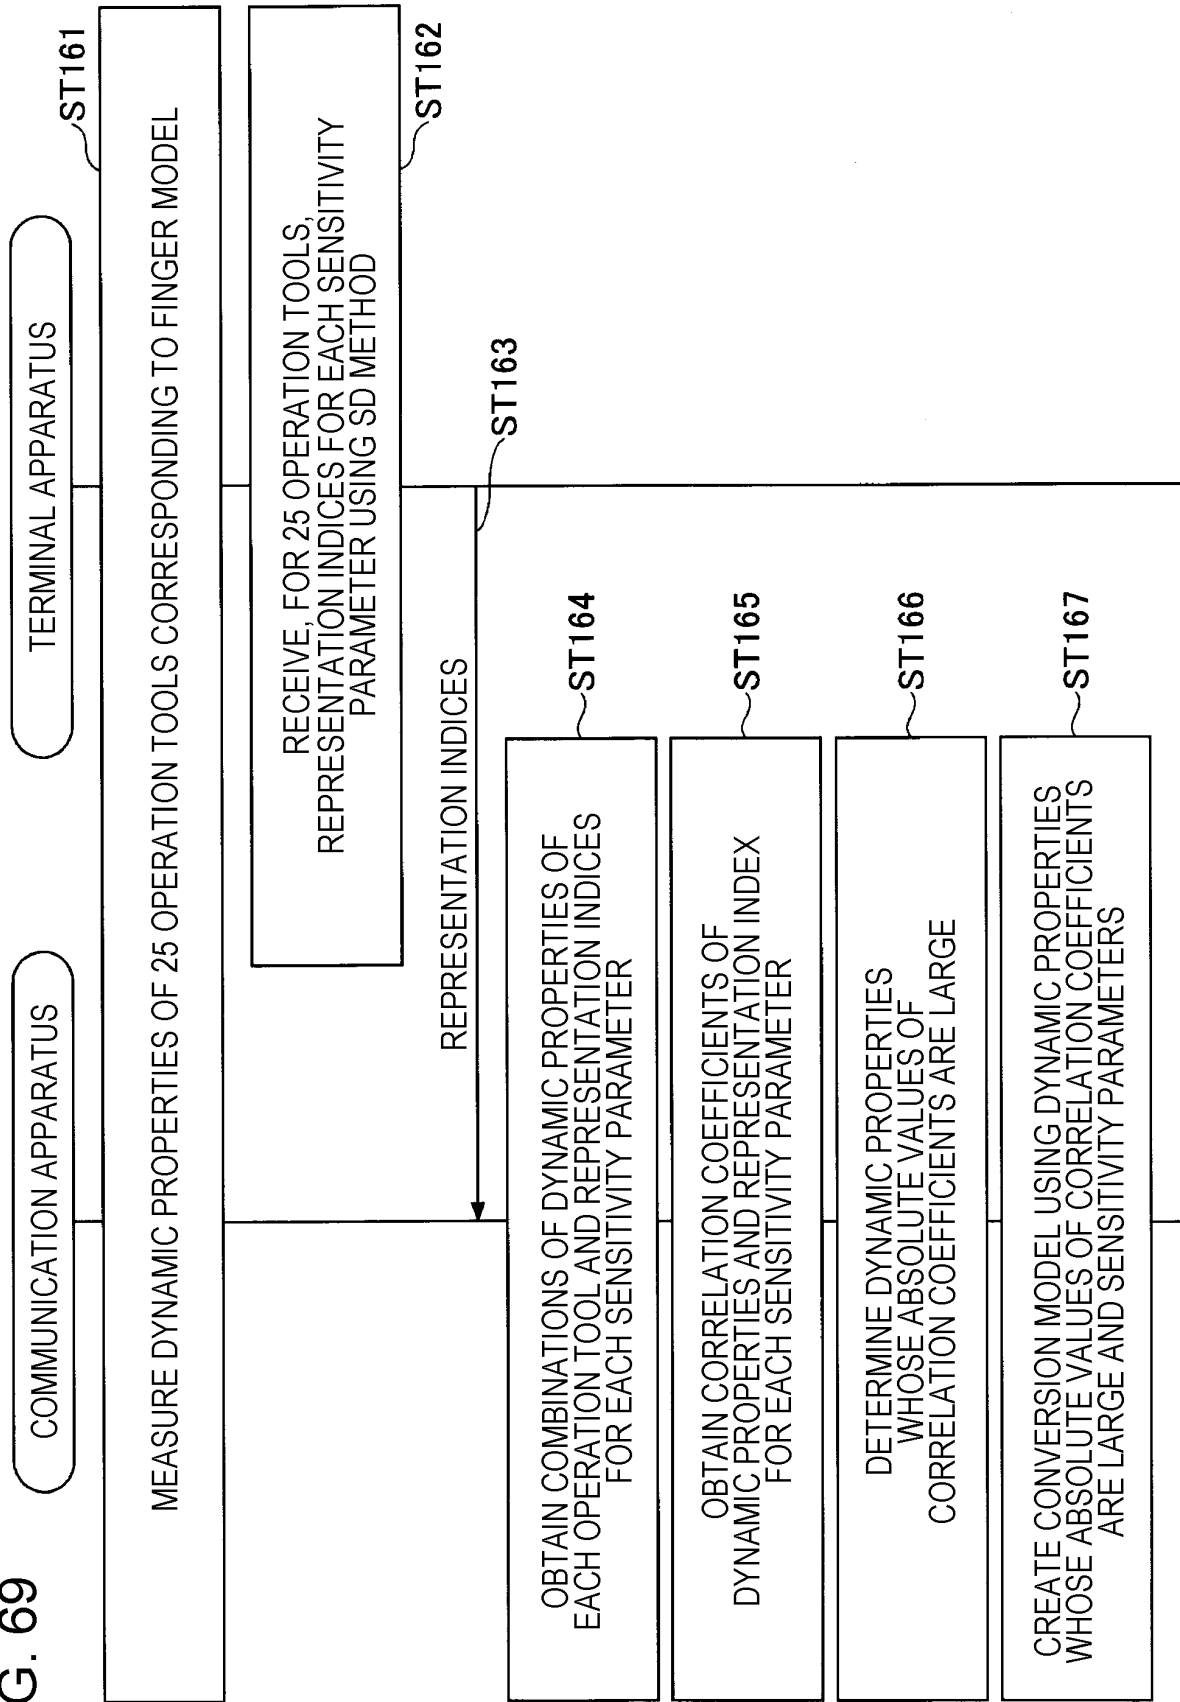 G. 69
COMMUNICATION APPARATUS
TERMINAL APPARATUS
ST161
MEASURE DYNAMIC PROPERTIES OF 25 OPERATION TOOLS CORRESPONDING TO FINGER MODEL
ST162
RECEIVE, FOR 25 OPERATION TOOLS,
REPRESENTATION INDICES FOR EACH SENSITIVITY
PARAMETER USING SD METHOD
REPRESENTATION INDICES
ST163
OBTAIN COMBINATIONS OF DYNAMIC PROPERTIES OF
EACH OPERATION TOOL AND REPRESENTATION INDICES
FOR EACH SENSITIVITY PARAMETER
ST164
OBTAIN CORRELATION COEFFICIENTS OF
DYNAMIC PROPERTIES AND REPRESENTATION INDEX
FOR EACH SENSITIVITY PARAMETER
ST165
DETERMINE DYNAMIC PROPERTIES
WHOSE ABSOLUTE VALUES OF
CORRELATION COEFFICIENTS ARE LARGE
ST166
CREATE CONVERSION MODEL USING DYNAMIC PROPERTIES
WHOSE ABSOLUTE VALUES OF CORRELATION COEFFICIENTS
ARE LARGE AND SENSITIVITY PARAMETERS
ST167